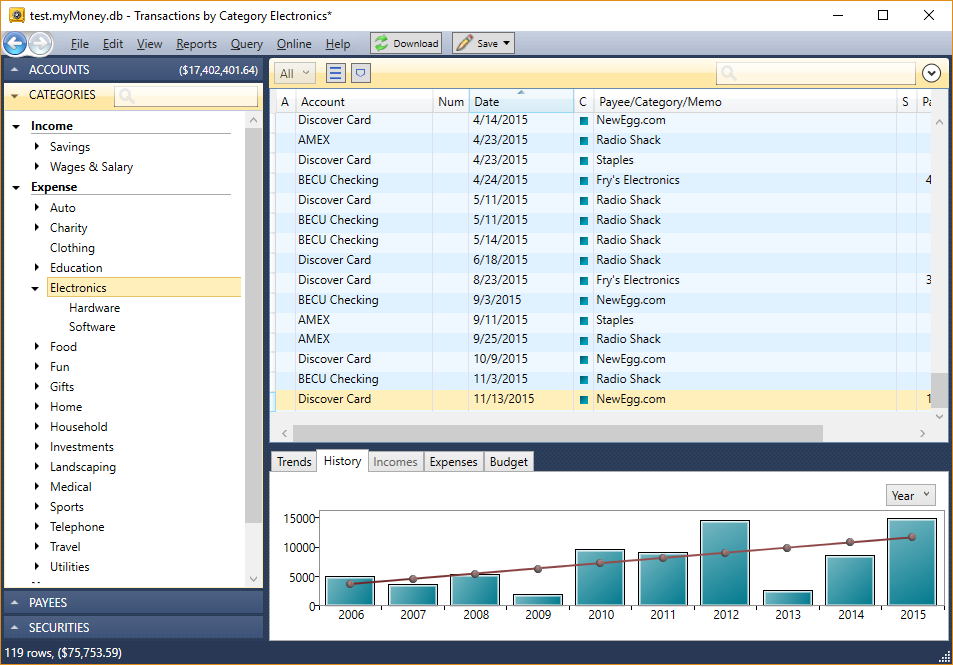 test.myMoney.db - Transactions by Category Electronics*
File Edit View Reports Query Online Help Download Save
ACCOUNTS ($17,402,401.64)
CATEGORIES
Income
Savings
Wages & Salary
Expense
Auto
Charity
Clothing
Education
Electronics
Hardware
Software
Food
Fun
Gifts
Home
Household
Investments
Landscaping
Medical
Sports
Telephone
Travel
Utilities
PAYEES
SECURITIES
All
A Account Num Date C Payee/Category/Memo S
Discover Card 4/14/2015 NewEgg.com
AMEX 4/23/2015 Radio Shack
Discover Card 4/23/2015 Staples
BECU Checking 4/24/2015 Fry's Electronics 4
Discover Card 5/11/2015 Radio Shack
BECU Checking 5/11/2015 Radio Shack
BECU Checking 5/14/2015 Radio Shack
Discover Card 6/18/2015 Radio Shack
Discover Card 8/23/2015 Fry's Electronics 3
BECU Checking 9/3/2015 NewEgg.com
AMEX 9/11/2015 Staples
AMEX 9/25/2015 Radio Shack
Discover Card 10/9/2015 NewEgg.com
BECU Checking 11/3/2015 Radio Shack
Discover Card 11/13/2015 NewEgg.com 1
Trends History Incomes Expenses Budget
Year
15000
10000
5000
0
2006 2007 2008 2009 2010 2011 2012 2013 2014 2015
119 rows, ($75,753.59)